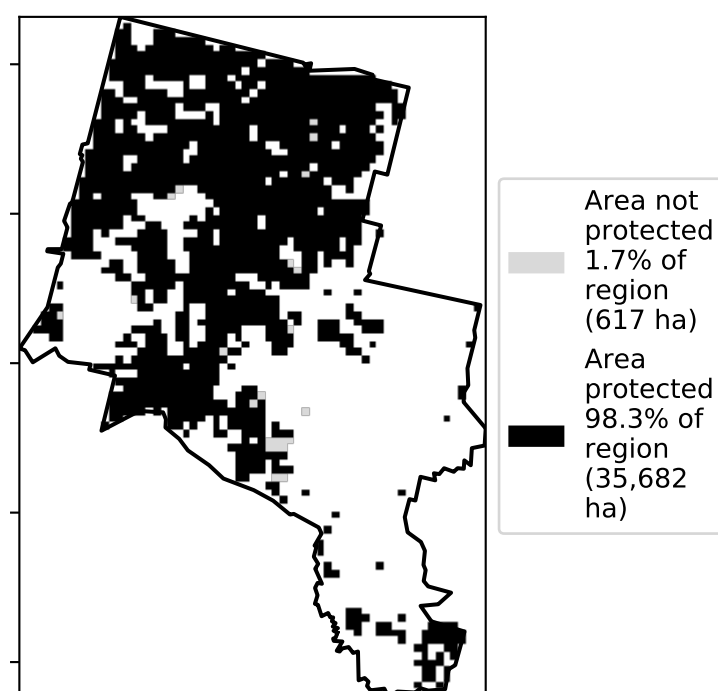 Area not
protected
1.7% of
region
(617 ha)
Area
protected
98.3% of
region
(35,682
ha)